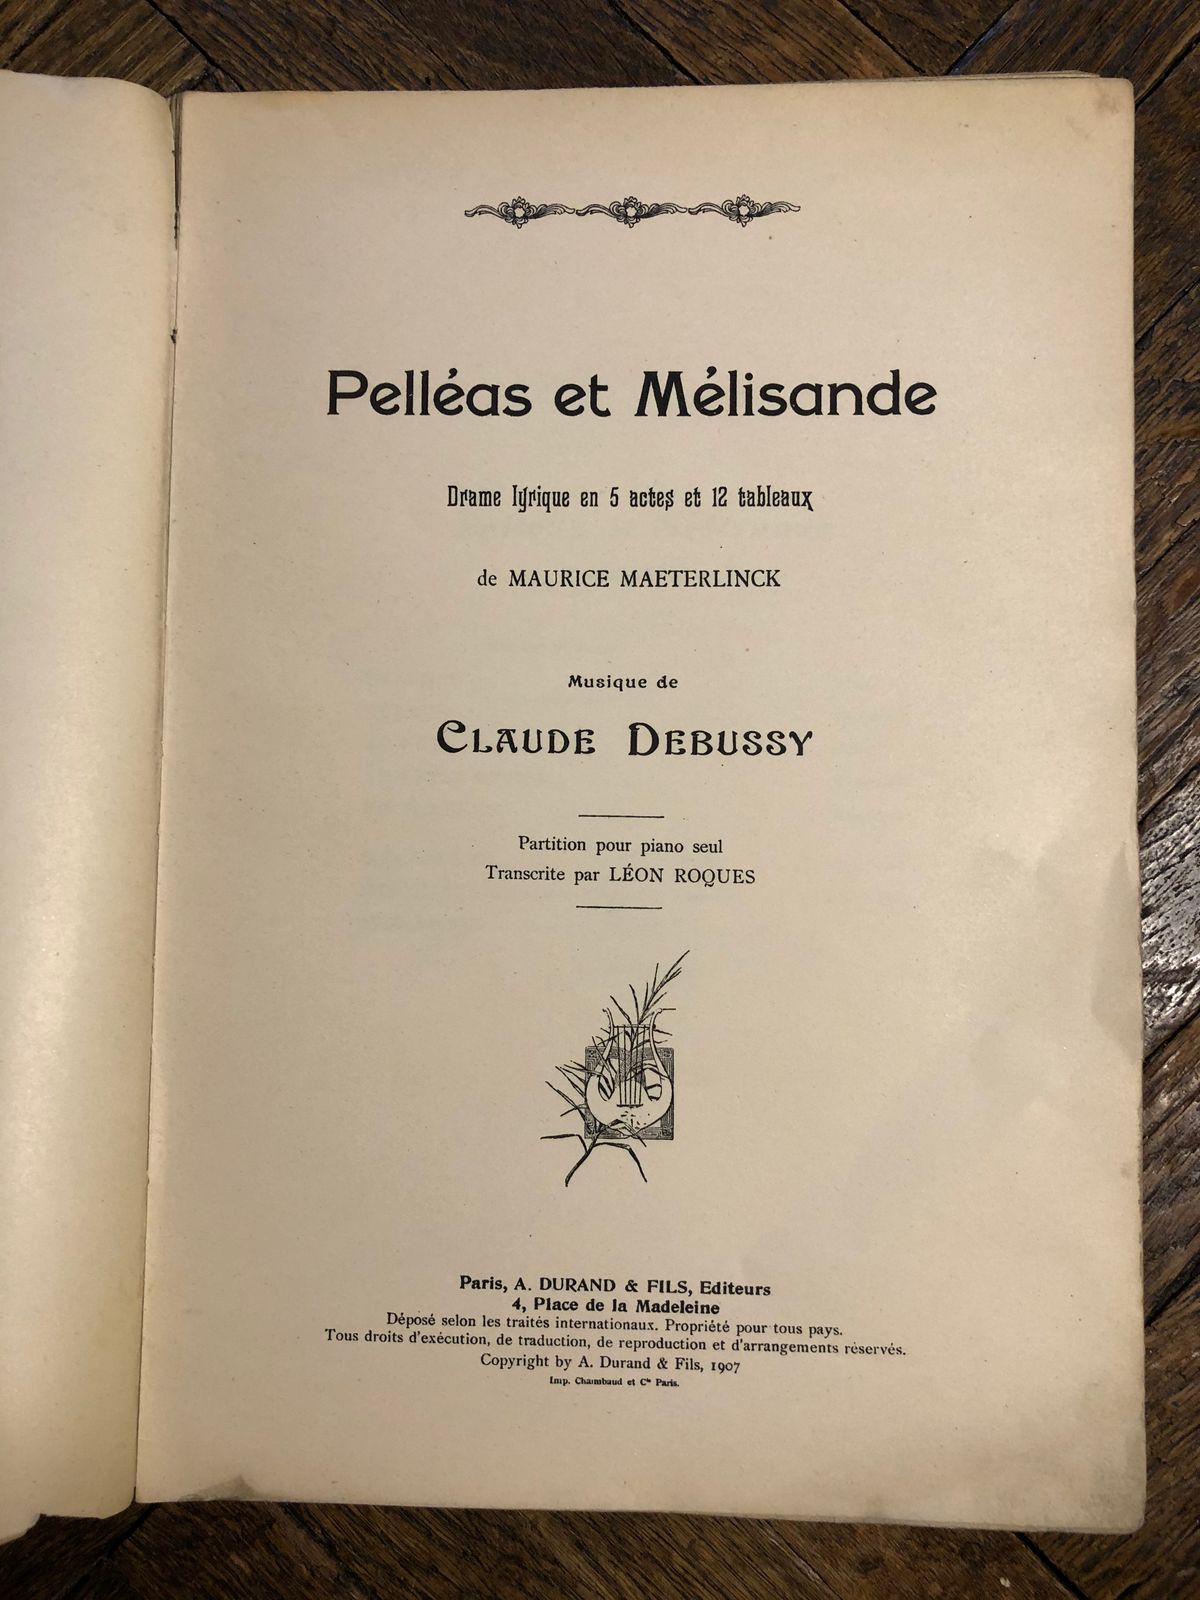 Pelléas et Mélisande
Drame lyrique en 5 actes et 12 tableaux
de MAURICE MAETERLINCK
Musique de
CLAUDE DEBUSSY
Partition pour piano seul
Transcrite par LÉON ROQUES
Paris, A. DURAND & FILS, Editeurs
4, Place de la Madeleine
Déposé selon les traités internationaux. Propriété pour tous pays.
Tous droits d'exécution, de traduction, de reproduction et d'arrangements réservés.
Copyright by A. Durand & Fils, 1907
Imp. Chaimbaud et Cie Paris.